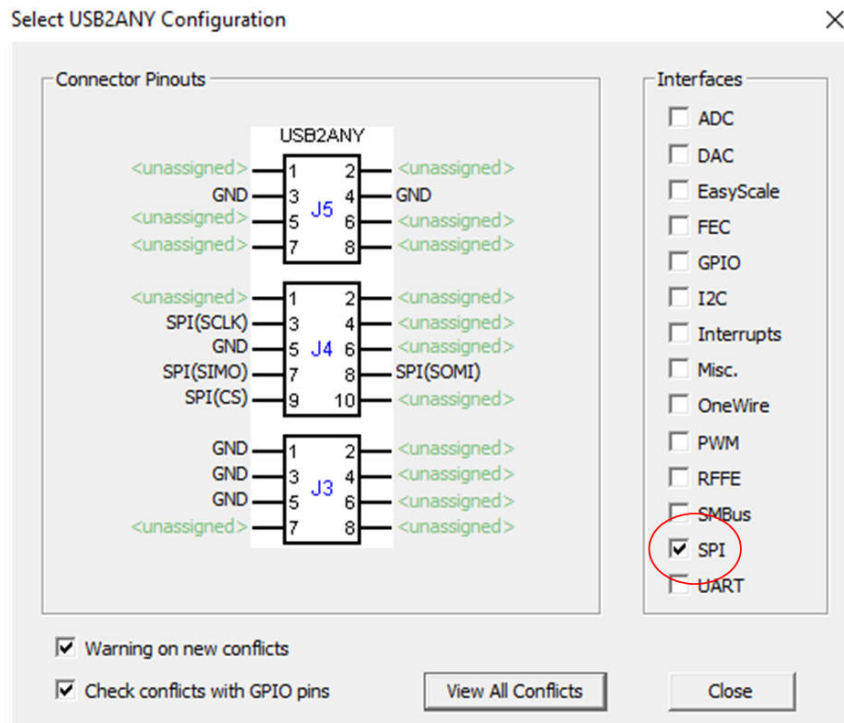 Select USB2ANY Configuration
Connector Pinouts
USB2ANY
<unassigned> 1 2 <unassigned>
GND 3 4 GND
J5
<unassigned> 5 6 <unassigned>
<unassigned> 7 8 <unassigned>
<unassigned> 1 2 <unassigned>
SPI(SCLK) 3 4 <unassigned>
GND 5 J4 6 <unassigned>
SPI(SIMO) 7 8 SPI(SOMI)
SPI(CS) 9 10 <unassigned>
GND 1 2 <unassigned>
GND 3 4 <unassigned>
J3
GND 5 6 <unassigned>
<unassigned> 7 8 <unassigned>
Interfaces
ADC
DAC
EasyScale
FEC
GPIO
I2C
Interrupts
Misc.
OneWire
PWM
RFFE
SMBus
SPI
UART
Warning on new conflicts
Check conflicts with GPIO pins
View All Conflicts
Close